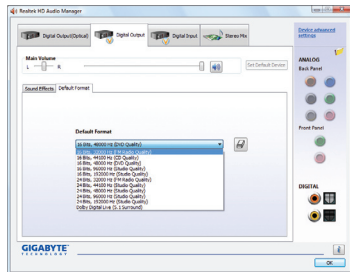 Realtek HD Audio Manager
Digital Output(Optical)
Digital Output
Digital Input
Stereo Mix
Device advanced settings
Main Volume
L R
Set Default Device
ANALOG
Back Panel
Sound Effects Default Format
Default Format
16 Bits, 48000 Hz (DVD Quality)
16 Bits, 32000 Hz (FM Radio Quality)
16 Bits, 44100 Hz (CD Quality)
16 Bits, 48000 Hz (DVD Quality)
16 Bits, 96000 Hz (Studio Quality)
16 Bits, 192000 Hz (Studio Quality)
24 Bits, 32000 Hz (FM Radio Quality)
24 Bits, 44100 Hz (Studio Quality)
24 Bits, 48000 Hz (Studio Quality)
24 Bits, 96000 Hz (Studio Quality)
24 Bits, 192000 Hz (Studio Quality)
Dolby Digital Live (5.1 Surround)
Front Panel
DIGITAL
GIGABYTE
TECHNOLOGY
i
OK